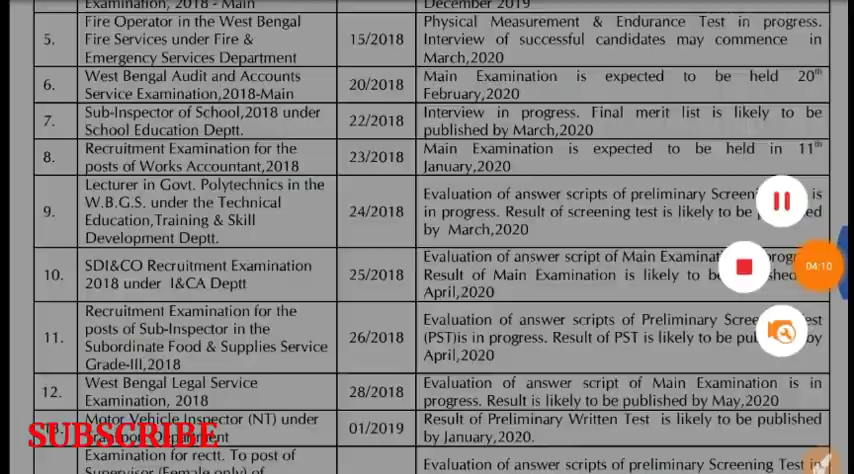 Examination, 2018 - Main
December 2019
5.
Fire Operator in the West Bengal
Fire Services under Fire &
Emergency Services Department
15/2018
Physical Measurement & Endurance Test in progress.
Interview of successful candidates may commence in
March,2020
6.
West Bengal Audit and Accounts
Service Examination,2018-Main
20/2018
Main Examination is expected to be held 20th
February,2020
7.
Sub-Inspector of School,2018 under
School Education Deptt.
22/2018
Interview in progress. Final merit list is likely to be
published by March,2020
8.
Recruitment Examination for the
posts of Works Accountant,2018
23/2018
Main Examination is expected to be held in 11th
January,2020
9.
Lecturer in Govt. Polytechnics in the
W.B.G.S. under the Technical
Education,Training & Skill
Development Deptt.
24/2018
Evaluation of answer scripts of preliminary is
in progress. Result of screening test is likely to be
by March,2020
10.
SDI&CO Recruitment Examination
2018 under I&CA Deptt
25/2018
Evaluation of answer script of Main
Result of Main Examination is likely to
April,2020
11.
Recruitment Examination for the
posts of Sub-Inspector in the
Subordinate Food & Supplies Service
Grade-III,2018
26/2018
Evaluation of answer scripts of Preliminary
(PST)is in progress. Result of PST is likely to be by
April,2020
12.
West Bengal Legal Service
Examination, 2018
28/2018
Evaluation of answer script of Main Examination is in
progress. Result is likely to be published by May,2020
Motor Vehicle Inspector (NT) under
Department
01/2019
Result of Preliminary Written Test is likely to be published
by January,2020.
SUBSCRIBE
Examination for rectt. To post of
Supervisor (Female only) of
Evaluation of answer scripts of preliminary Screening Test in
04:10